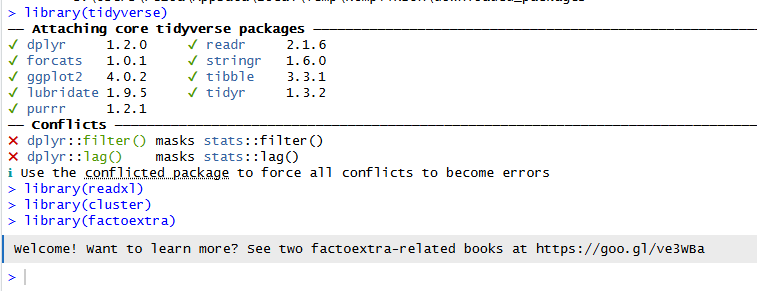 > library(tidyverse)
── Attaching core tidyverse packages ──
✔ dplyr 1.2.0 ✔ readr 2.1.6
✔ forcats 1.0.1 ✔ stringr 1.6.0
✔ ggplot2 4.0.2 ✔ tibble 3.3.1
✔ lubridate 1.9.5 ✔ tidyr 1.3.2
✔ purrr 1.2.1
── Conflicts ──
✖ dplyr::filter() masks stats::filter()
✖ dplyr::lag() masks stats::lag()
ℹ Use the conflicted package to force all conflicts to become errors
> library(readxl)
> library(cluster)
> library(factoextra)
Welcome! Want to learn more? See two factoextra-related books at https://goo.gl/ve3WBa
>